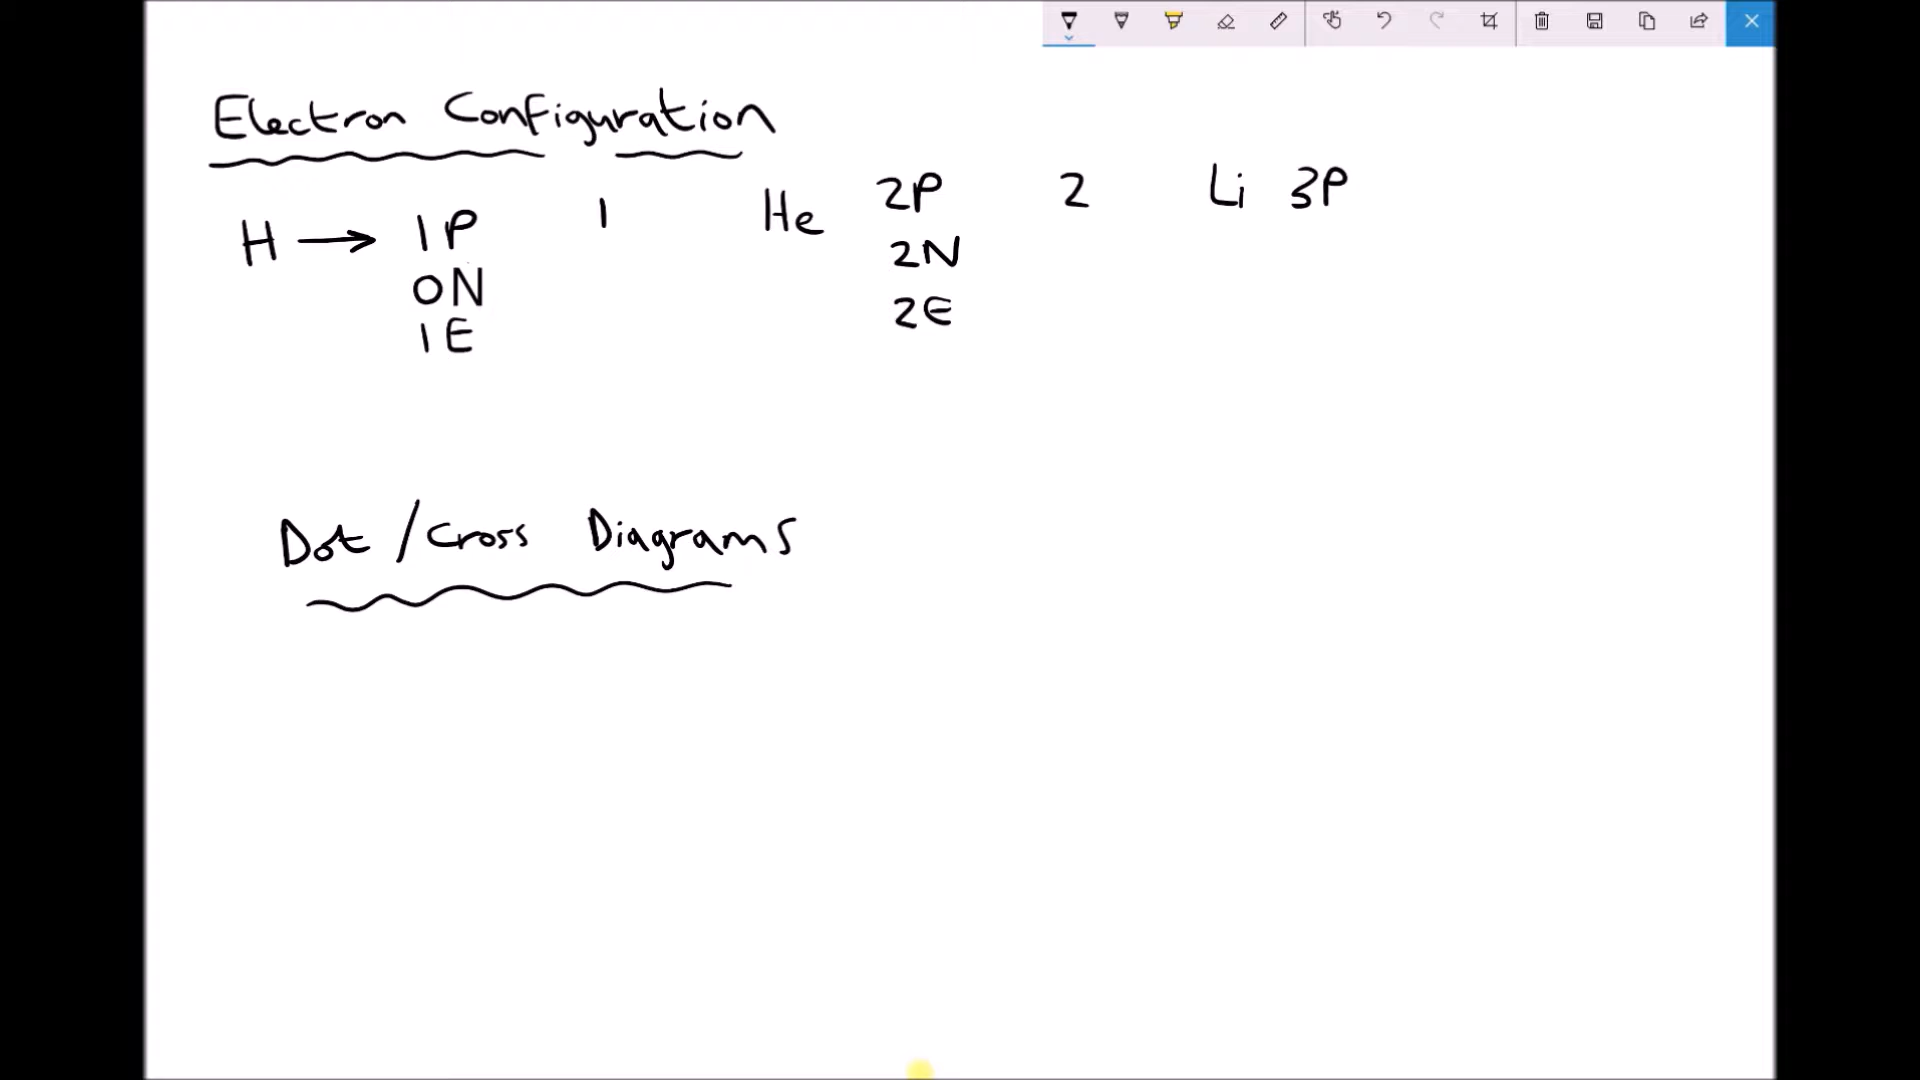 Electron Configuration
H → 1P 1 He 2P 2 Li 3P
0N 2N
1E 2E
Dot/Cross Diagrams